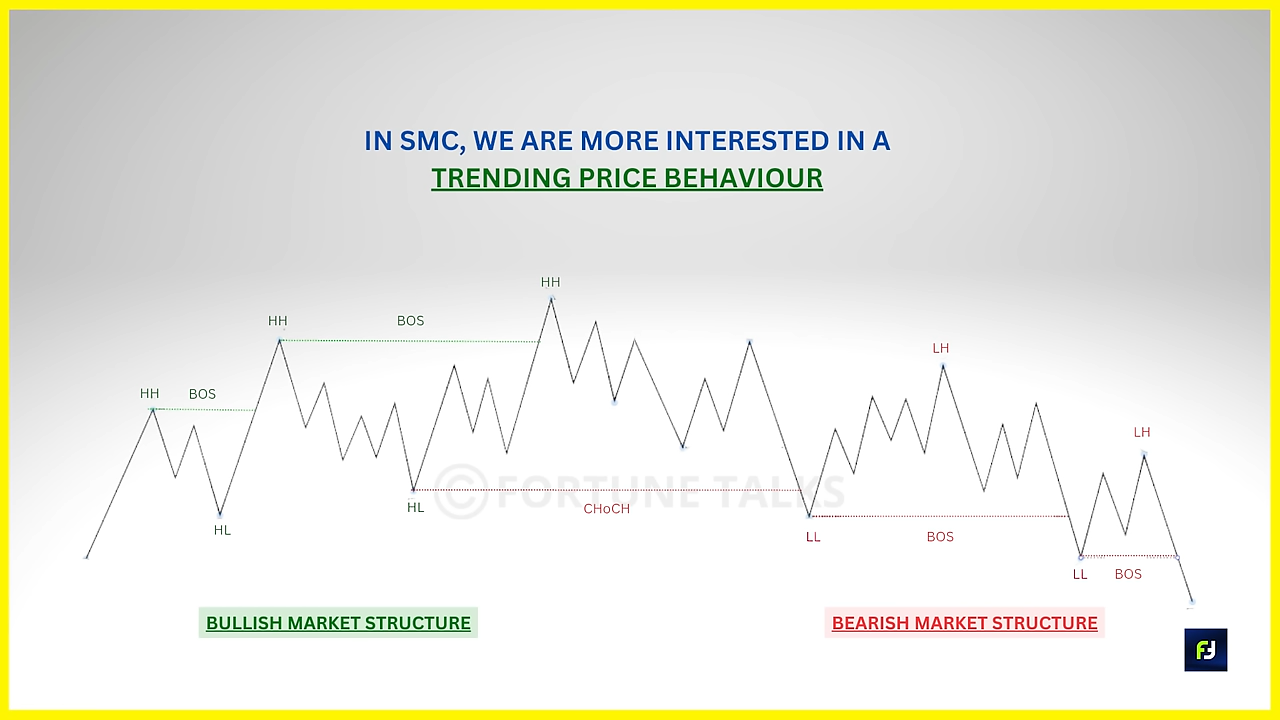 IN SMC, WE ARE MORE INTERESTED IN A
TRENDING PRICE BEHAVIOUR
HH
HH
BOS
LH
HH
BOS
LH
© FORTUNE TALKS
HL
CHoCH
HL
LL
BOS
LL
BOS
BULLISH MARKET STRUCTURE
BEARISH MARKET STRUCTURE